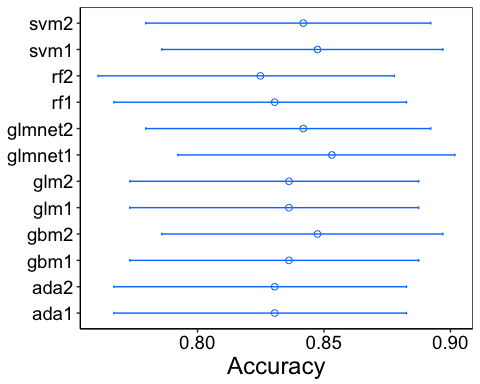 svm2
svm1
rf2
rf1
glmnet2
glmnet1
glm2
glm1
gbm2
gbm1
ada2
ada1
0.80 0.85 0.90
Accuracy